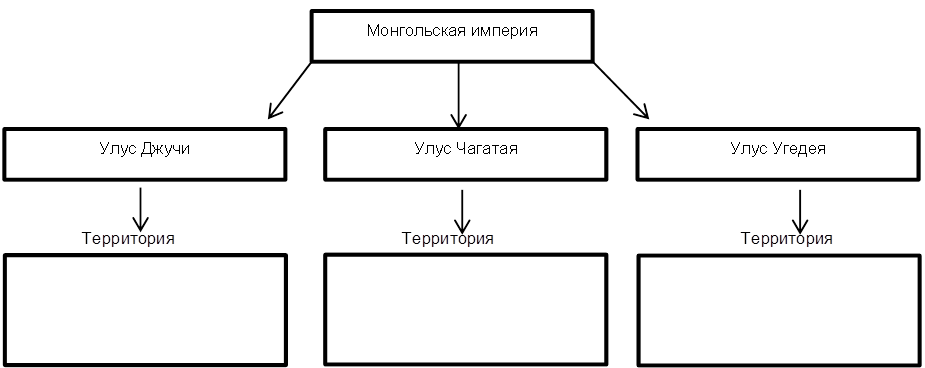 Монгольская империя
Улус Джучи
Улус Чагатая
Улус Угедея
Территория
Территория
Территория